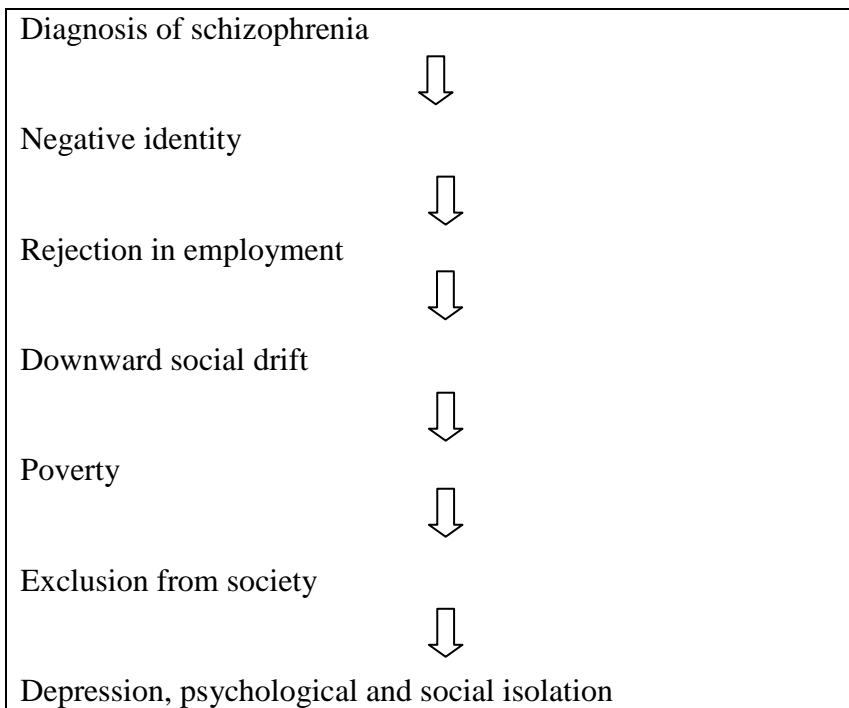 Diagnosis of schizophrenia
Negative identity
Rejection in employment
Downward social drift
Poverty
Exclusion from society
Depression, psychological and social isolation